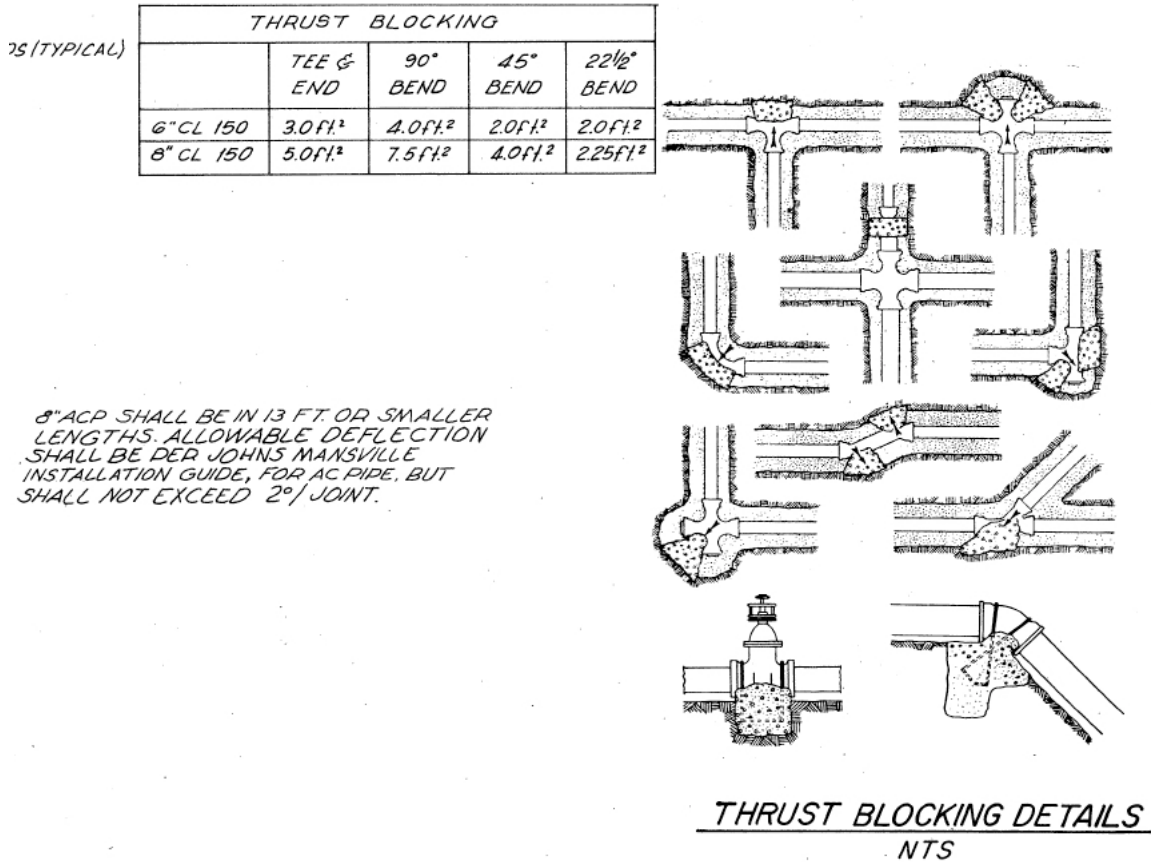 THRUST BLOCKING
TEE & END 90° BEND 45° BEND 22½° BEND
6" CL 150 3.0 ft.² 4.0 ft.² 2.0 ft.² 2.0 ft.²
8" CL 150 5.0 ft.² 7.5 ft.² 4.0 ft.² 2.25 ft.²
(TYPICAL)
8" ACP SHALL BE IN 13 FT. OR SMALLER
LENGTHS. ALLOWABLE DEFLECTION
SHALL BE PER JOHNS MANSVILLE
INSTALLATION GUIDE, FOR AC PIPE, BUT
SHALL NOT EXCEED 2°/JOINT.
THRUST BLOCKING DETAILS
NTS